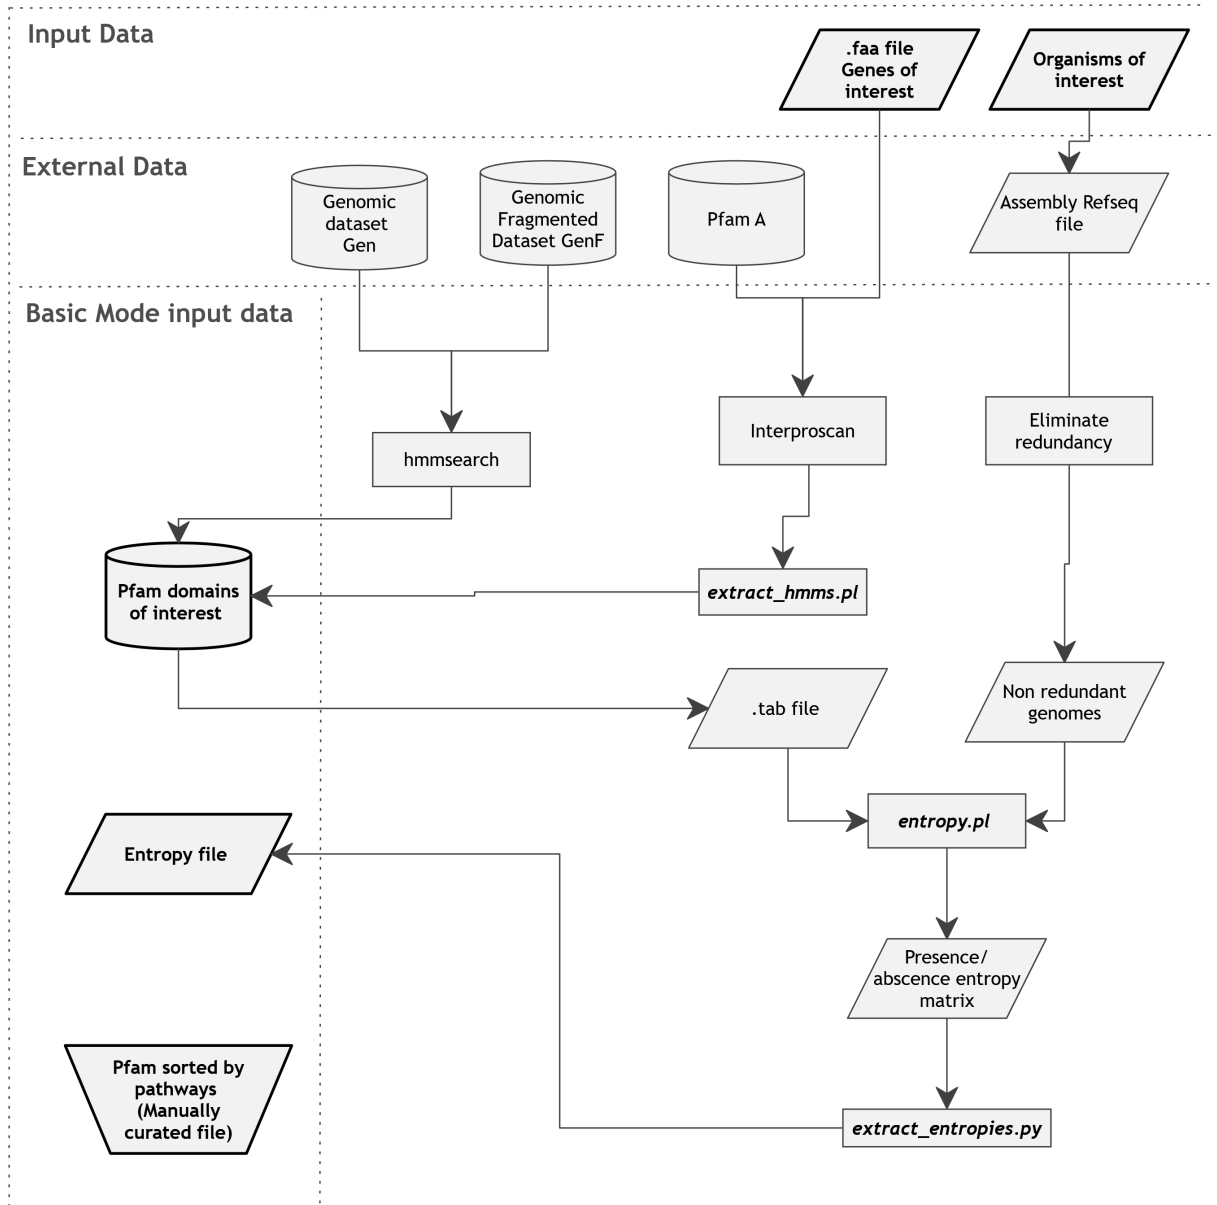 Input Data
.faa file
Genes of
interest
Organisms of
interest
External Data
Genomic
dataset
Gen
Genomic
Fragmented
Dataset GenF
Pfam A
Assembly Refseq
file
Basic Mode input data
hmmsearch
Interproscan
Eliminate
redundancy
Pfam domains
of interest
extract_hmms.pl
.tab file
Non redundant
genomes
entropy.pl
Entropy file
Presence/
abscence entropy
matrix
Pfam sorted by
pathways
(Manually
curated file)
extract_entropies.py